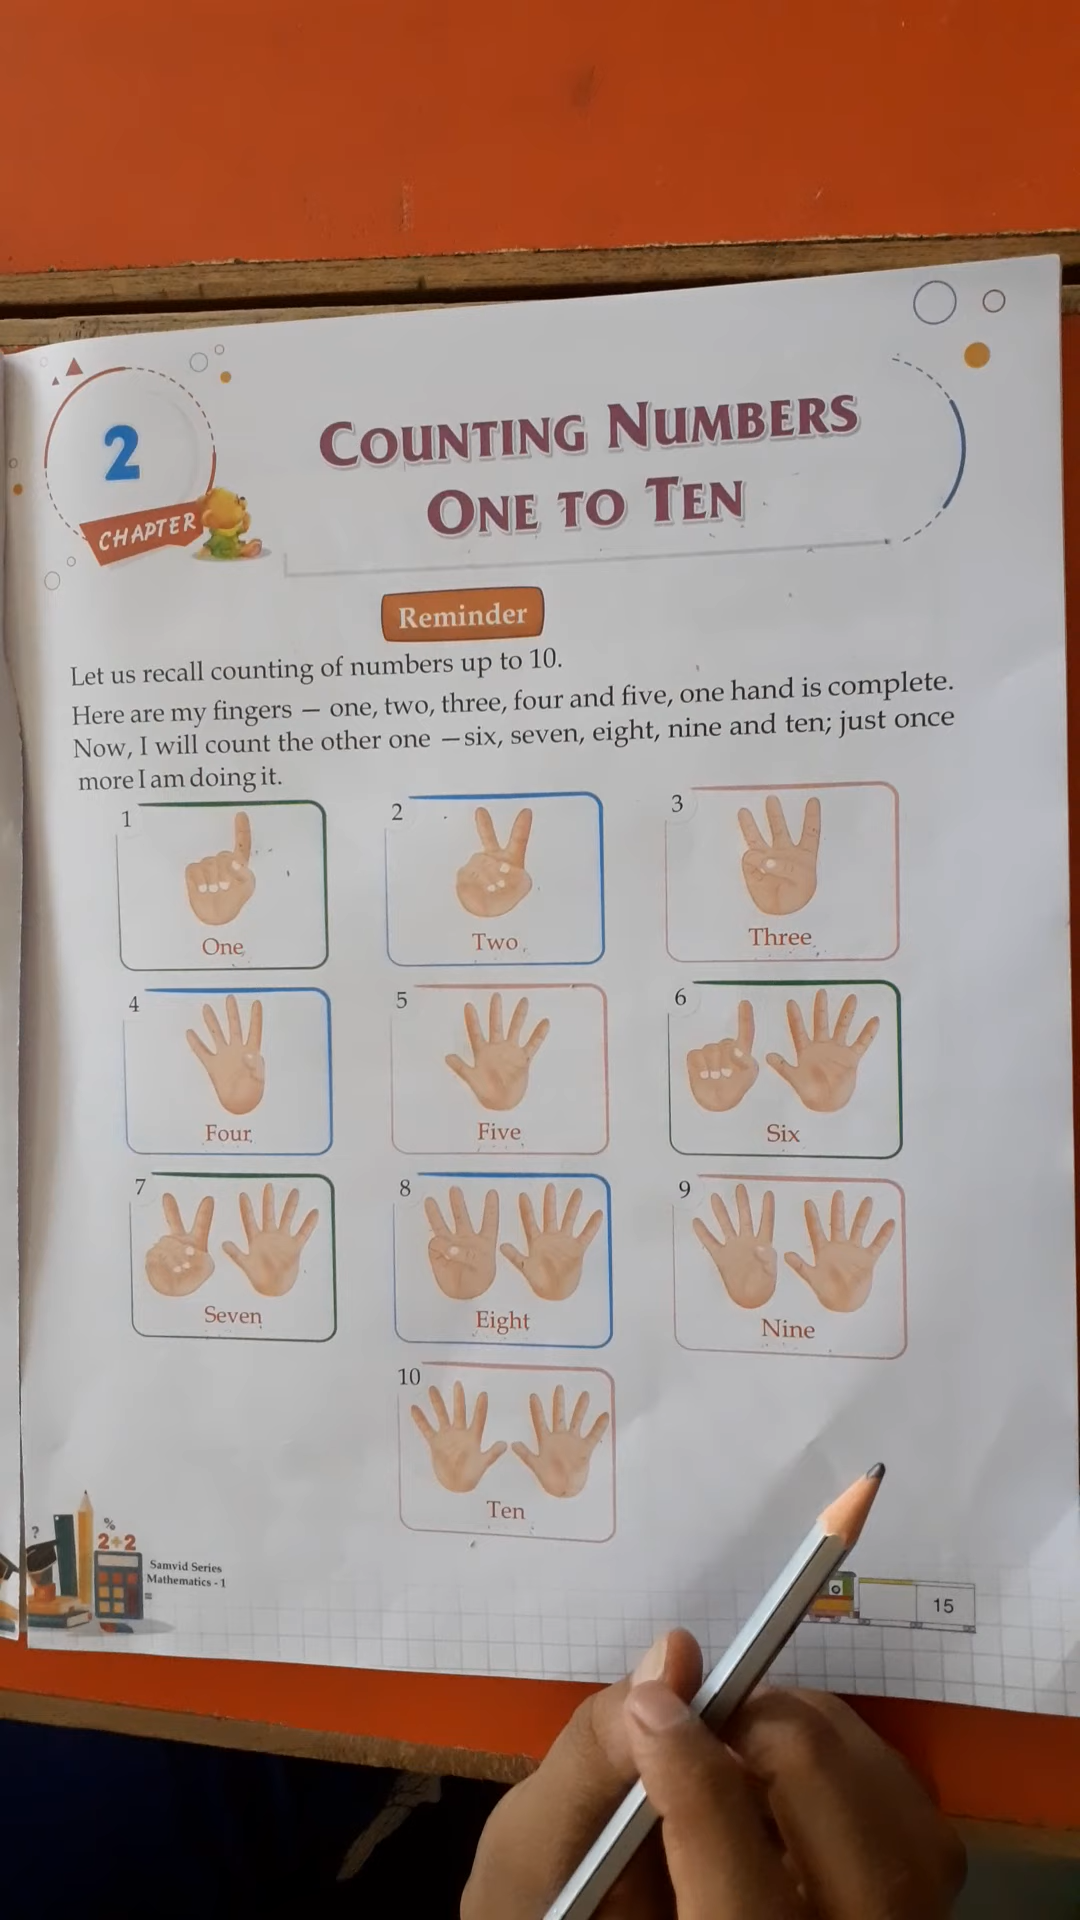 2
CHAPTER
COUNTING NUMBERS
ONE TO TEN
Reminder
Let us recall counting of numbers up to 10.
Here are my fingers — one, two, three, four and five, one hand is complete.
Now, I will count the other one —six, seven, eight, nine and ten; just once
more I am doing it.
1
One
2
Two
3
Three
4
Four
5
Five
6
Six
7
Seven
8
Eight
9
Nine
10
Ten
?
%
2+2
=
Samvid Series
Mathematics - 1
15